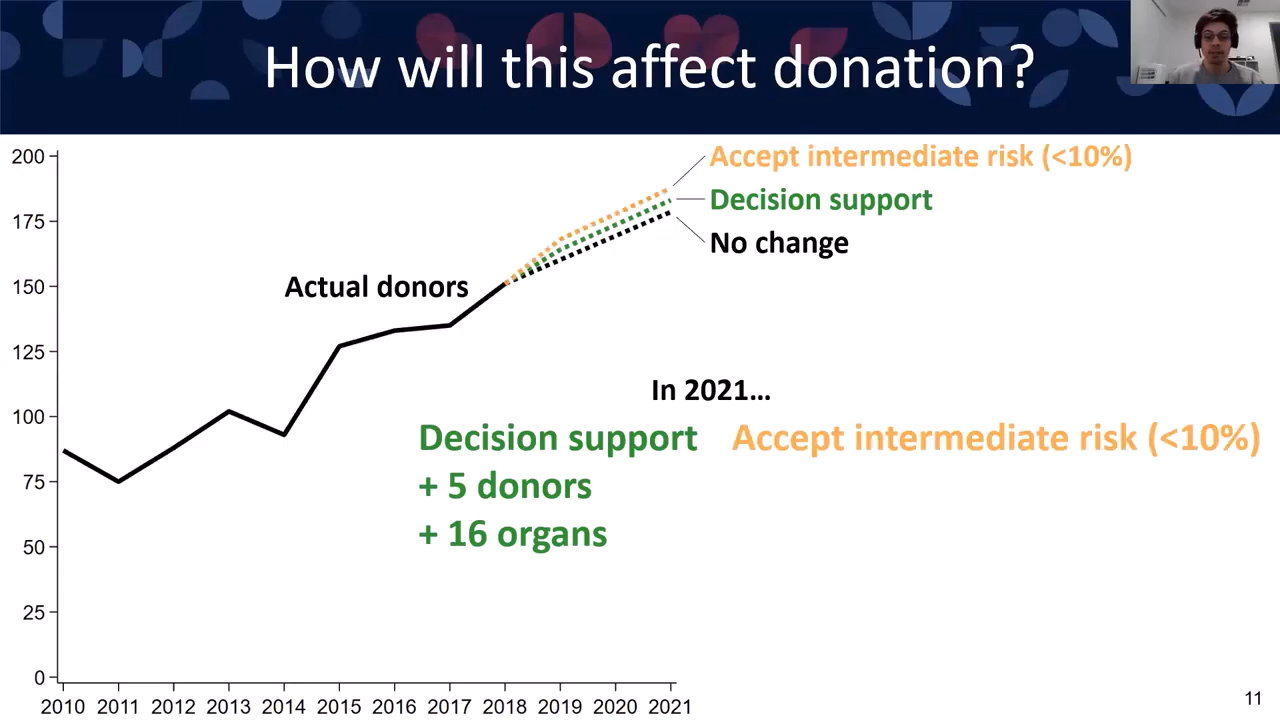 How will this affect donation?
200
175
150
125
100
75
50
25
0
Accept intermediate risk (<10%)
Decision support
No change
Actual donors
In 2021...
Decision support
+ 5 donors
+ 16 organs
Accept intermediate risk (<10%)
2010 2011 2012 2013 2014 2015 2016 2017 2018 2019 2020 2021
11